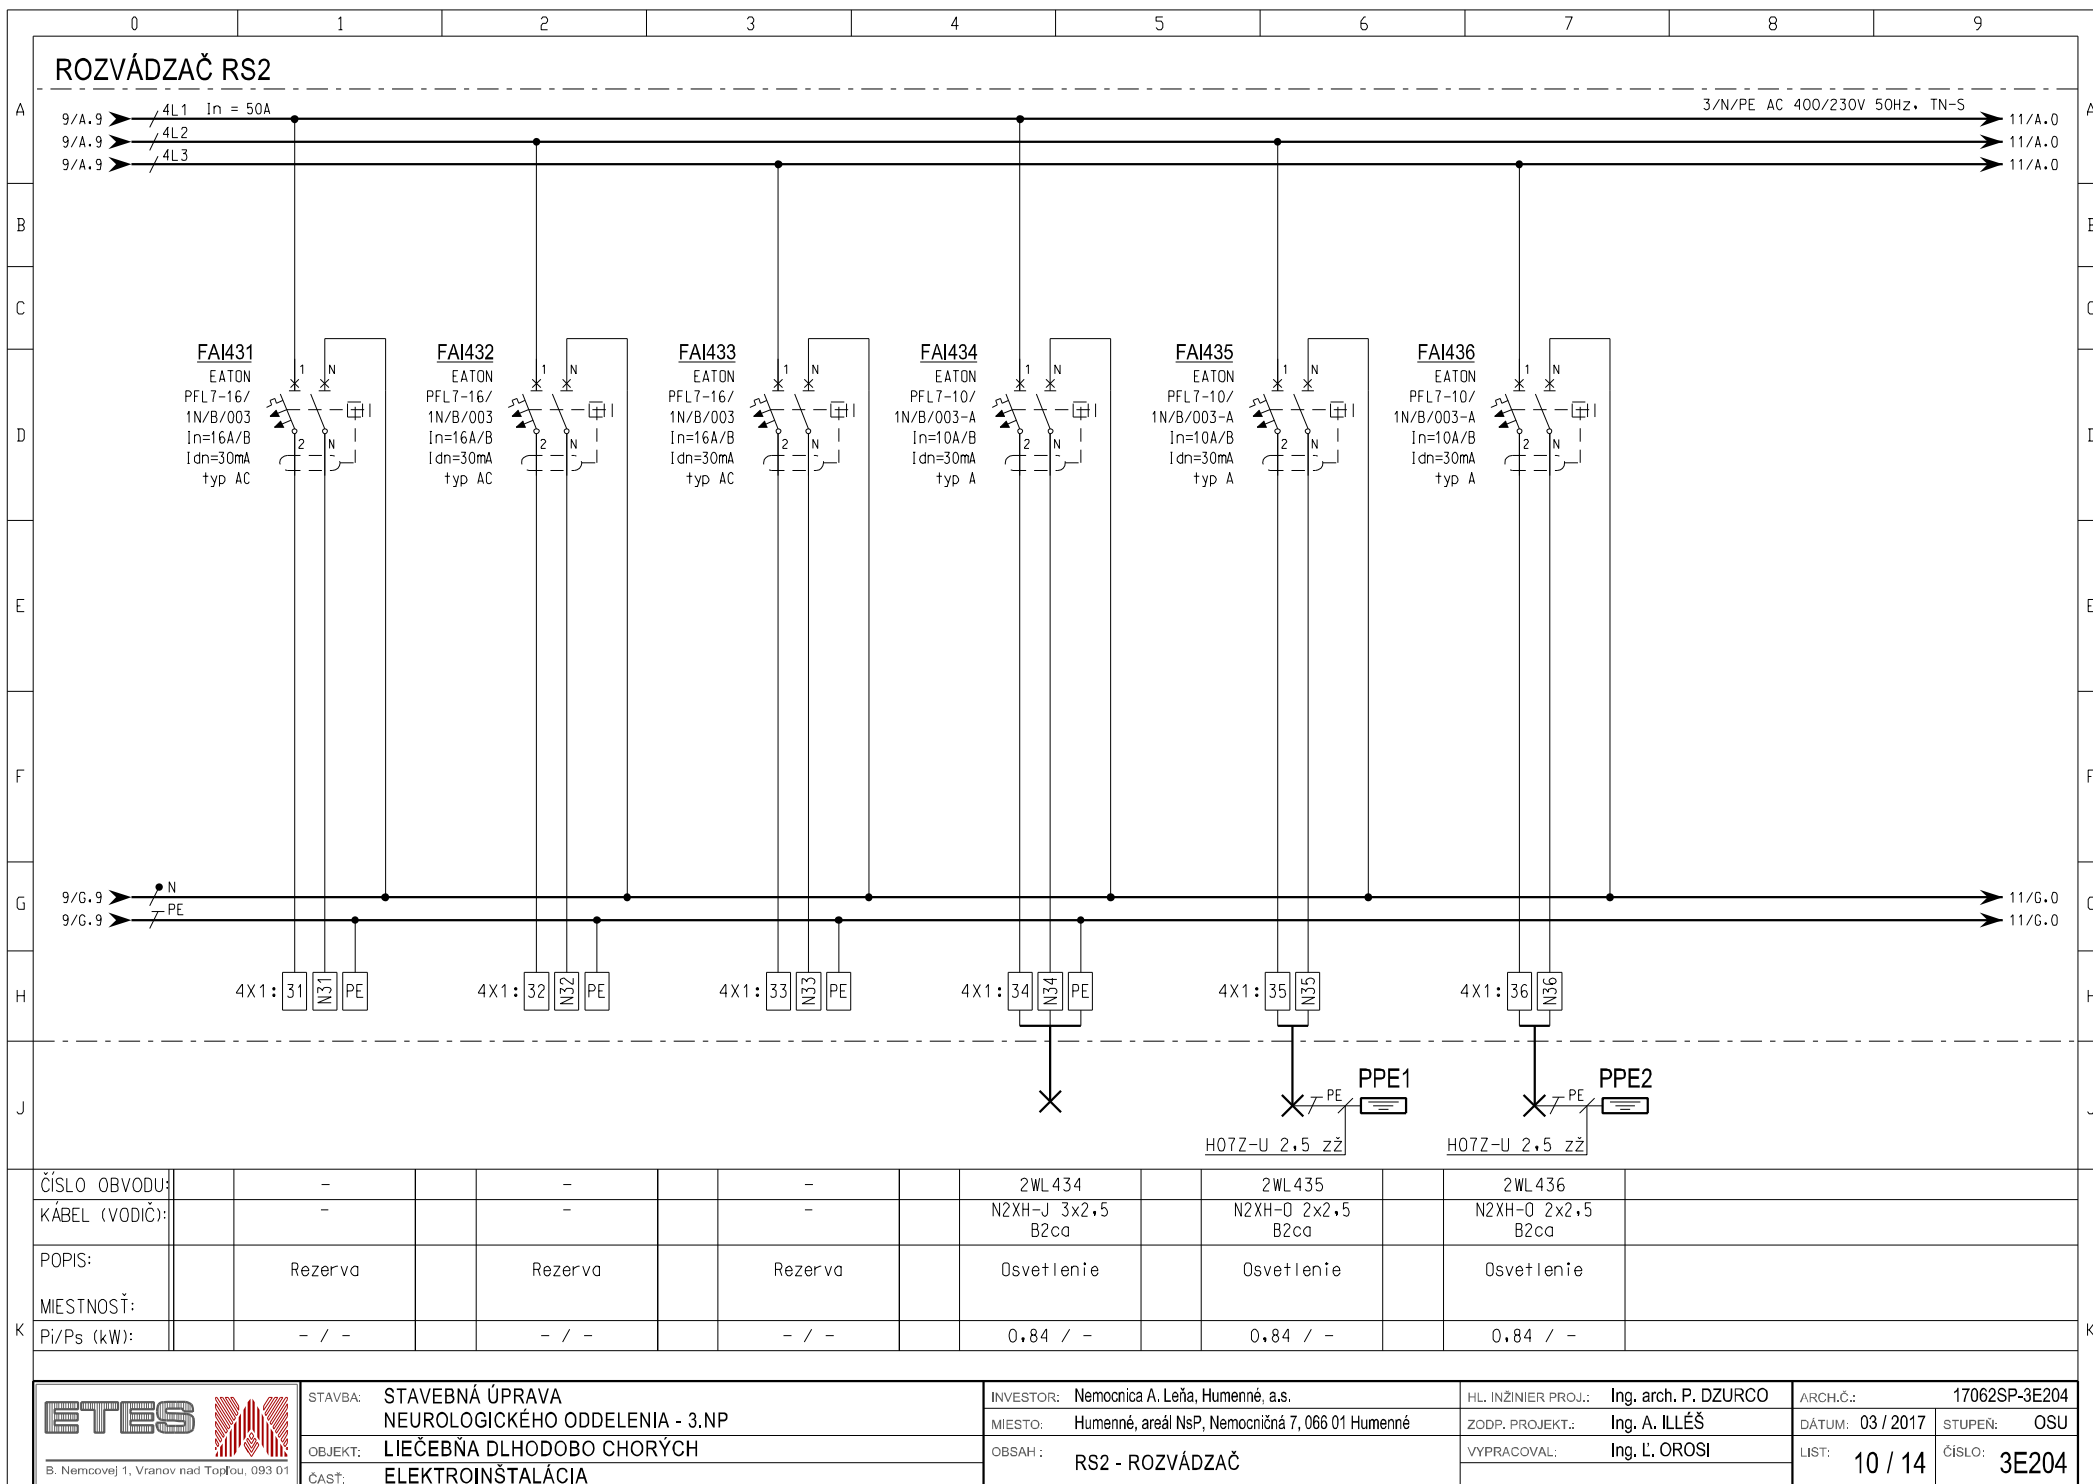 0 1 2 3 4 5 6 7 8 9
ROZVÁDZAČ RS2
A
9/A.9 4L1 In = 50A 3/N/PE AC 400/230V 50Hz, TN-S 11/A.0
9/A.9 4L2 11/A.0
9/A.9 4L3 11/A.0
B
C
D
FAI431
EATON
PFL7-16/
1N/B/003
In=16A/B
Idn=30mA
typ AC
1 N
2 N
FAI432
EATON
PFL7-16/
1N/B/003
In=16A/B
Idn=30mA
typ AC
1 N
2 N
FAI433
EATON
PFL7-16/
1N/B/003
In=16A/B
Idn=30mA
typ AC
1 N
2 N
FAI434
EATON
PFL7-10/
1N/B/003-A
In=10A/B
Idn=30mA
typ A
1 N
2 N
FAI435
EATON
PFL7-10/
1N/B/003-A
In=10A/B
Idn=30mA
typ A
1 N
2 N
FAI436
EATON
PFL7-10/
1N/B/003-A
In=10A/B
Idn=30mA
typ A
1 N
2 N
E
F
G
9/G.9 N 11/G.0
9/G.9 PE 11/G.0
H
4X1: 31 N31 PE 4X1: 32 N32 PE 4X1: 33 N33 PE 4X1: 34 N34 PE 4X1: 35 N35 4X1: 36 N36
J
PE PPE1 PE PPE2
H07Z-U 2,5 zž H07Z-U 2,5 zž
K
ČÍSLO OBVODU: - - - 2WL434 2WL435 2WL436
KÁBEL (VODIČ): - - - N2XH-J 3x2,5 N2XH-O 2x2,5 N2XH-O 2x2,5
B2ca B2ca B2ca
POPIS: Rezerva Rezerva Rezerva Osvetlenie Osvetlenie Osvetlenie
MIESTNOSŤ:
Pi/Ps (kW): - / - - / - - / - 0,84 / - 0,84 / - 0,84 / -
ETES
B. Nemcovej 1, Vranov nad Topľou, 093 01
STAVBA: STAVEBNÁ ÚPRAVA
NEUROLOGICKÉHO ODDELENIA - 3.NP
OBJEKT: LIEČEBŇA DLHODOBO CHORÝCH
ČASŤ: ELEKTROINŠTALÁCIA
INVESTOR: Nemocnica A. Leňa, Humenné, a.s.
MIESTO: Humenné, areál NsP, Nemocničná 7, 066 01 Humenné
OBSAH: RS2 - ROZVÁDZAČ
HL. INŽINIER PROJ.: Ing. arch. P. DZURCO
ZODP. PROJEKT.: Ing. A. ILLÉŠ
VYPRACOVAL: Ing. Ľ. OROSI
ARCH.Č.: 17062SP-3E204
DÁTUM: 03 / 2017 STUPEŇ: OSU
LIST: 10 / 14 ČÍSLO: 3E204